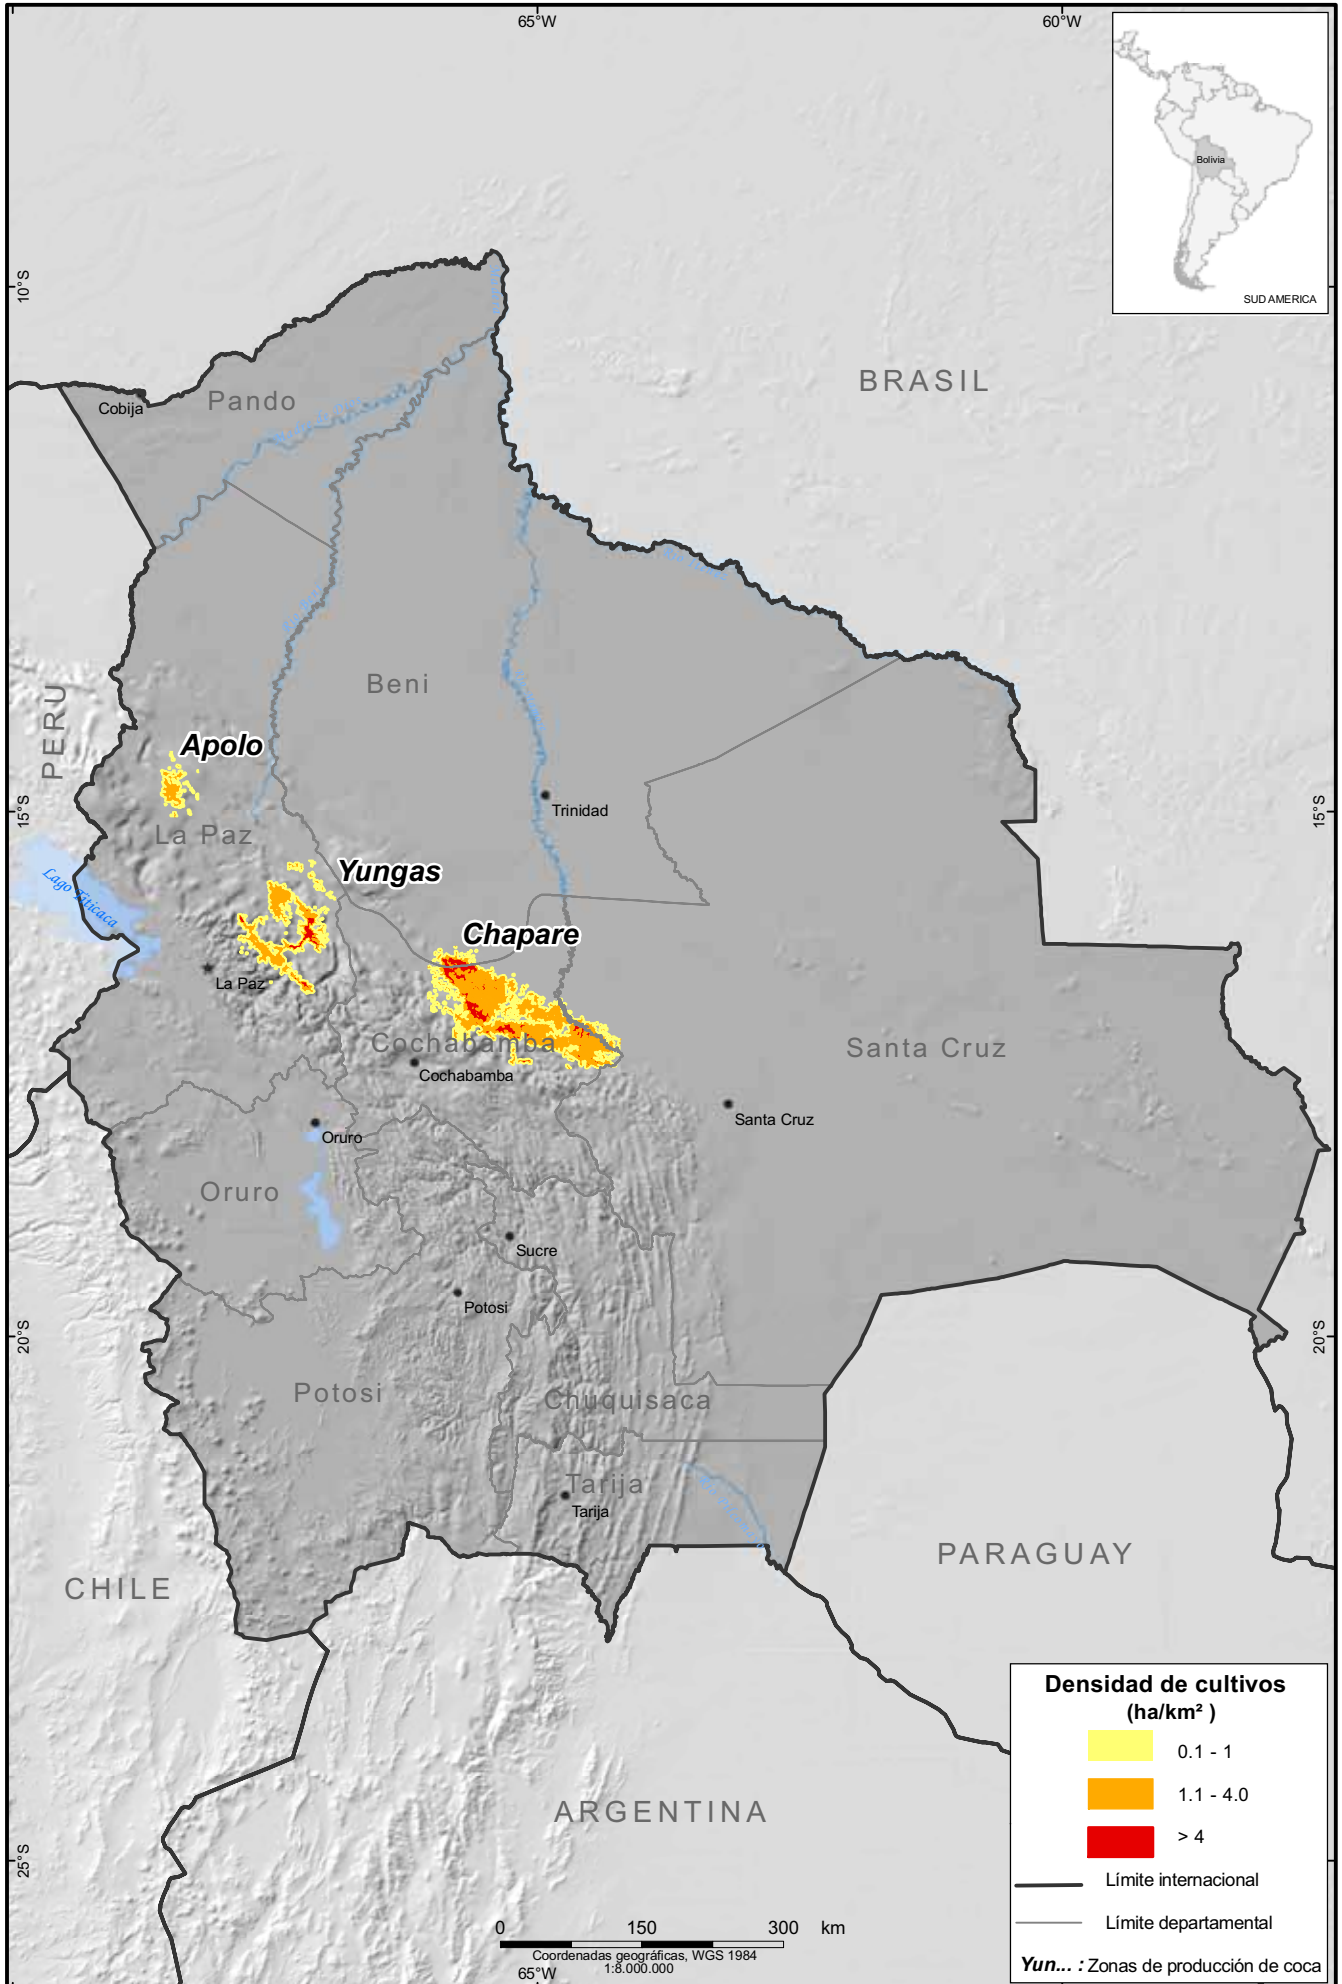 65°W
60°W
Bolivia
SUD AMERICA
10°S
BRASIL
Pando
Cobija
PERU
Beni
Apolo
Trinidad
15°S
15°S
La Paz
Yungas
Lago Titicaca
Chapare
La Paz
Cochabamba
Cochabamba
Santa Cruz
Santa Cruz
Oruro
Oruro
Sucre
Potosi
20°S
20°S
Potosi
Chuquisaca
Tarija
Tarija
PARAGUAY
CHILE
ARGENTINA
25°S
Densidad de cultivos
(ha/km² )
0.1 - 1
1.1 - 4.0
> 4
Límite internacional
Límite departamental
Yun... : Zonas de producción de coca
0 150 300 km
Coordenadas geográficas, WGS 1984
1:8.000.000
65°W